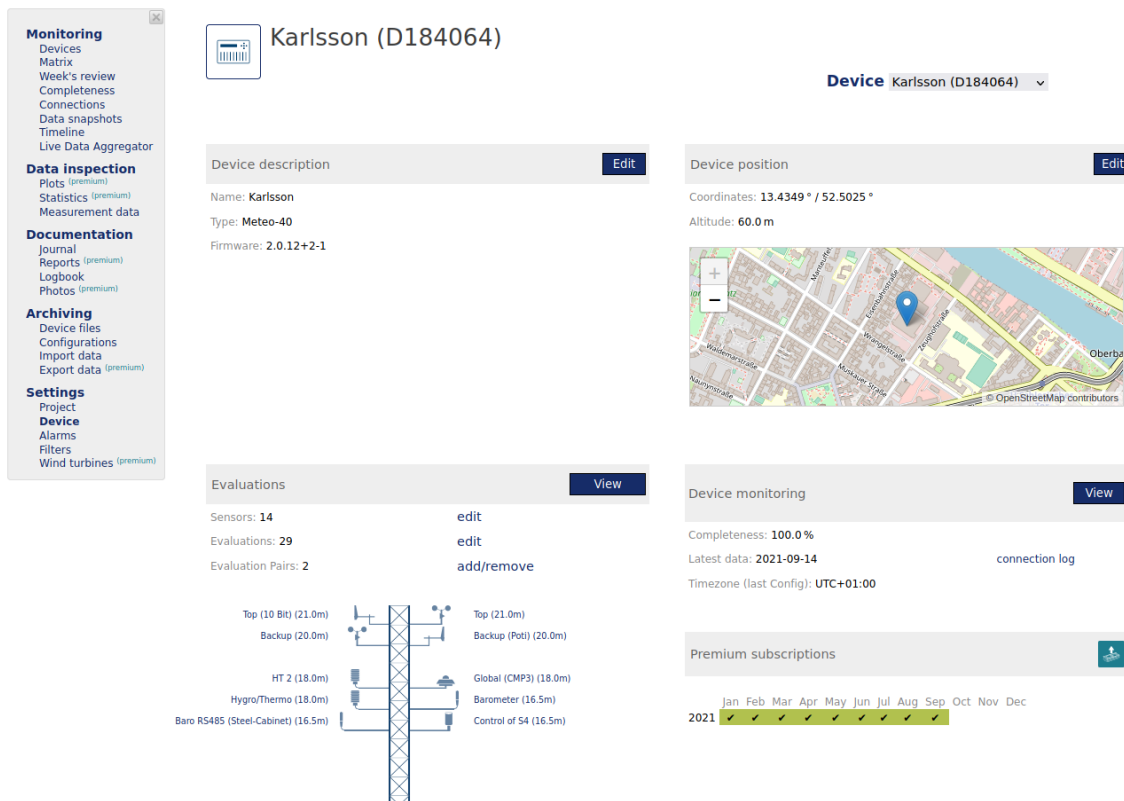 Karlsson (D184064)
Device Karlsson (D184064)
Monitoring
Devices
Matrix
Week's review
Completeness
Connections
Data snapshots
Timeline
Live Data Aggregator
Data inspection
Plots (premium)
Statistics (premium)
Measurement data
Documentation
Journal
Reports (premium)
Logbook
Photos (premium)
Archiving
Device files
Configurations
Import data
Export data (premium)
Settings
Project
Device
Alarms
Filters
Wind turbines (premium)
Device description Edit
Name: Karlsson
Type: Meteo-40
Firmware: 2.0.12+2-1
Device position Edit
Coordinates: 13.4349 ° / 52.5025 °
Altitude: 60.0 m
+
−
Manteuffel
Eisenbahnstraße
Zeughofstraße
Wrangelstraße
Waldemarstraße
Muskauer Straße
Naunynstraße
Oberba
© OpenStreetMap contributors
Evaluations View
Sensors: 14 edit
Evaluations: 29 edit
Evaluation Pairs: 2 add/remove
Top (10 Bit) (21.0m) Top (21.0m)
Backup (20.0m) Backup (Poti) (20.0m)
HT 2 (18.0m) Global (CMP3) (18.0m)
Hygro/Thermo (18.0m) Barometer (16.5m)
Baro RS485 (Steel-Cabinet) (16.5m) Control of S4 (16.5m)
Device monitoring View
Completeness: 100.0 %
Latest data: 2021-09-14 connection log
Timezone (last Config): UTC+01:00
Premium subscriptions
Jan Feb Mar Apr May Jun Jul Aug Sep Oct Nov Dec
2021 ✔ ✔ ✔ ✔ ✔ ✔ ✔ ✔ ✔